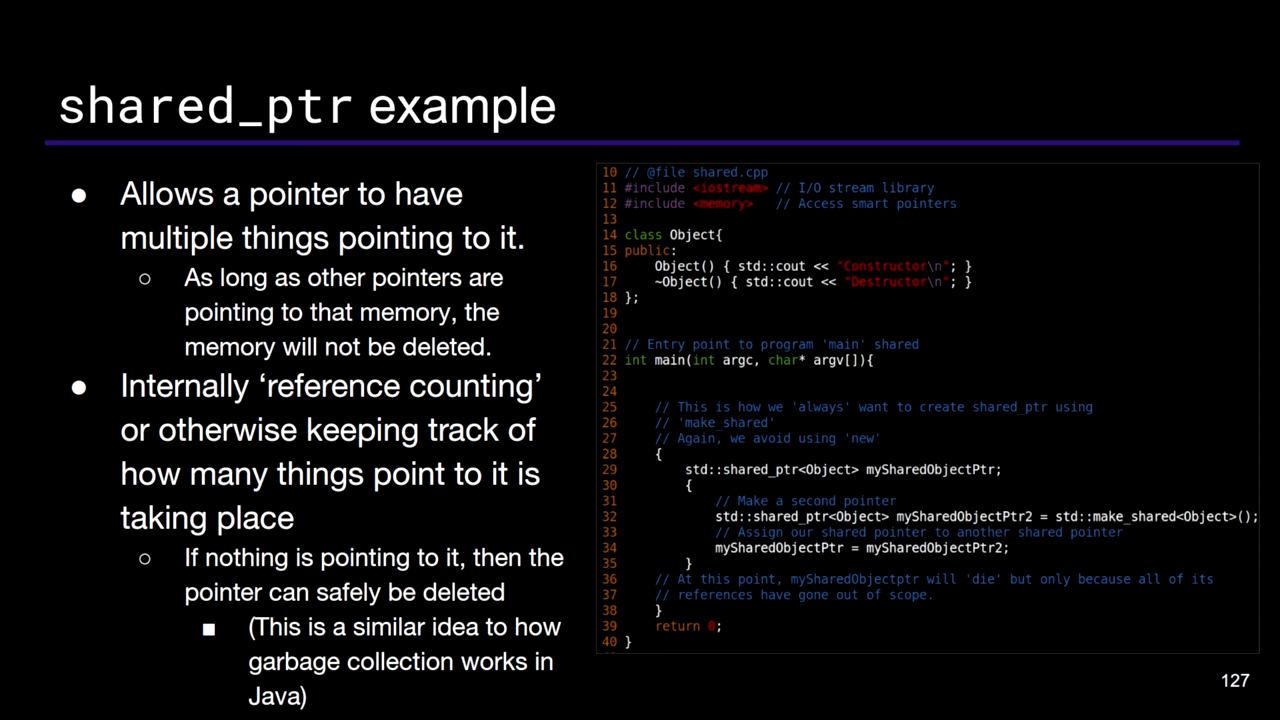 shared_ptr example
● Allows a pointer to have
multiple things pointing to it.
○ As long as other pointers are
pointing to that memory, the
memory will not be deleted.
● Internally ‘reference counting’
or otherwise keeping track of
how many things point to it is
taking place
○ If nothing is pointing to it, then the
pointer can safely be deleted
■ (This is a similar idea to how
garbage collection works in
Java)
10 // @file shared.cpp
11 #include <iostream> // I/O stream library
12 #include <memory>   // Access smart pointers
13
14 class Object{
15 public:
16     Object() { std::cout << "Constructor\n"; }
17     ~Object() { std::cout << "Destructor\n"; }
18 };
19
20
21 // Entry point to program 'main' shared
22 int main(int argc, char* argv[]){
23
24
25     // This is how we 'always' want to create shared_ptr using
26     // 'make_shared'
27     // Again, we avoid using 'new'
28     {
29         std::shared_ptr<Object> mySharedObjectPtr;
30         {
31             // Make a second pointer
32             std::shared_ptr<Object> mySharedObjectPtr2 = std::make_shared<Object>();
33             // Assign our shared pointer to another shared pointer
34             mySharedObjectPtr = mySharedObjectPtr2;
35         }
36     // At this point, mySharedObjectptr will 'die' but only because all of its
37     // references have gone out of scope.
38     }
39     return 0;
40 }
127